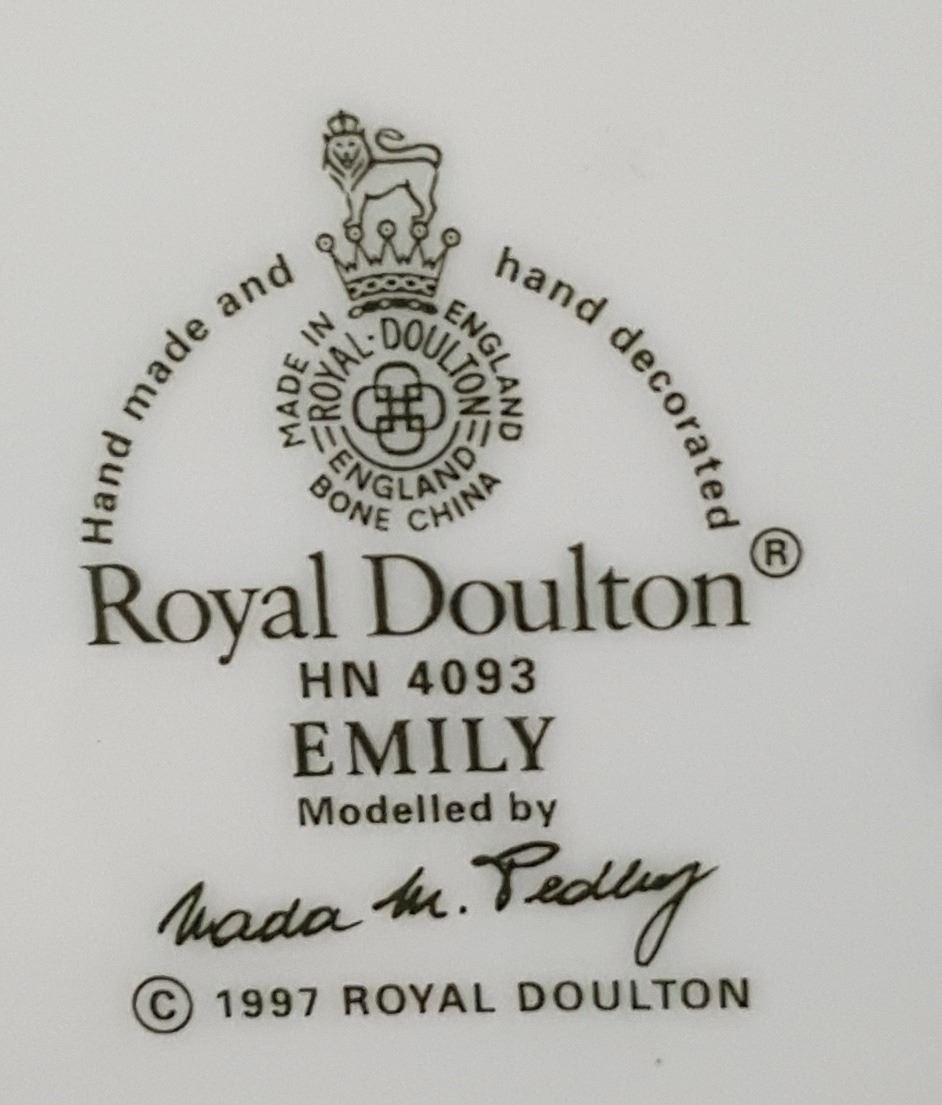 Hand made and hand decorated
MADE IN ENGLAND
ROYAL·DOULTON
ENGLAND
BONE CHINA
Royal Doulton®
HN 4093
EMILY
Modelled by
Nada M. Pedley
© 1997 ROYAL DOULTON